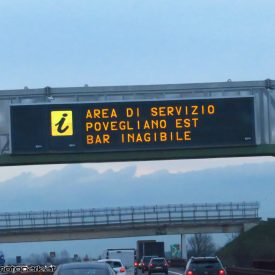 i
AREA DI SERVIZIO
POVEGLIANO EST
BAR INAGIBILE